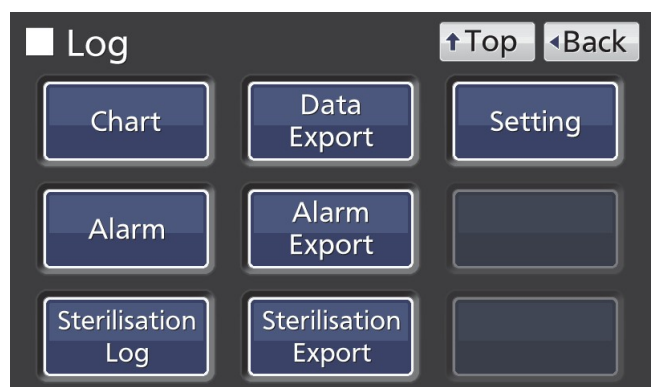 Log
↑Top
◂Back
Chart
Data
Export
Setting
Alarm
Alarm
Export
Sterilisation
Log
Sterilisation
Export